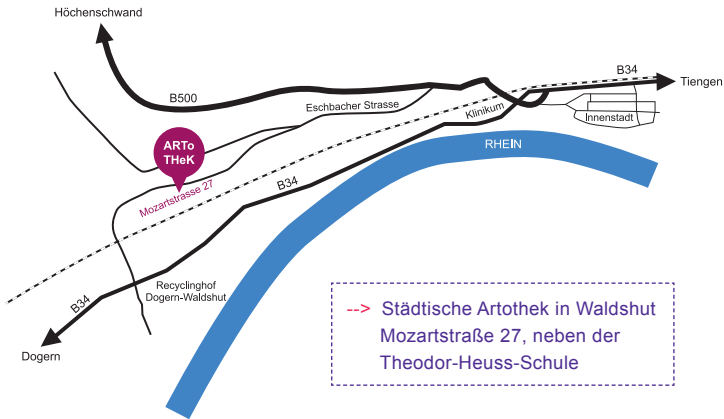 Höchenschwand
B34
Tiengen
B500
Eschbacher Strasse
Klinikum
Innenstadt
ARTo
THeK
RHEIN
Mozartstrasse 27
B34
Recyclinghof
Dogern-Waldshut
B34
Dogern
--> Städtische Artothek in Waldshut
Mozartstraße 27, neben der
Theodor-Heuss-Schule